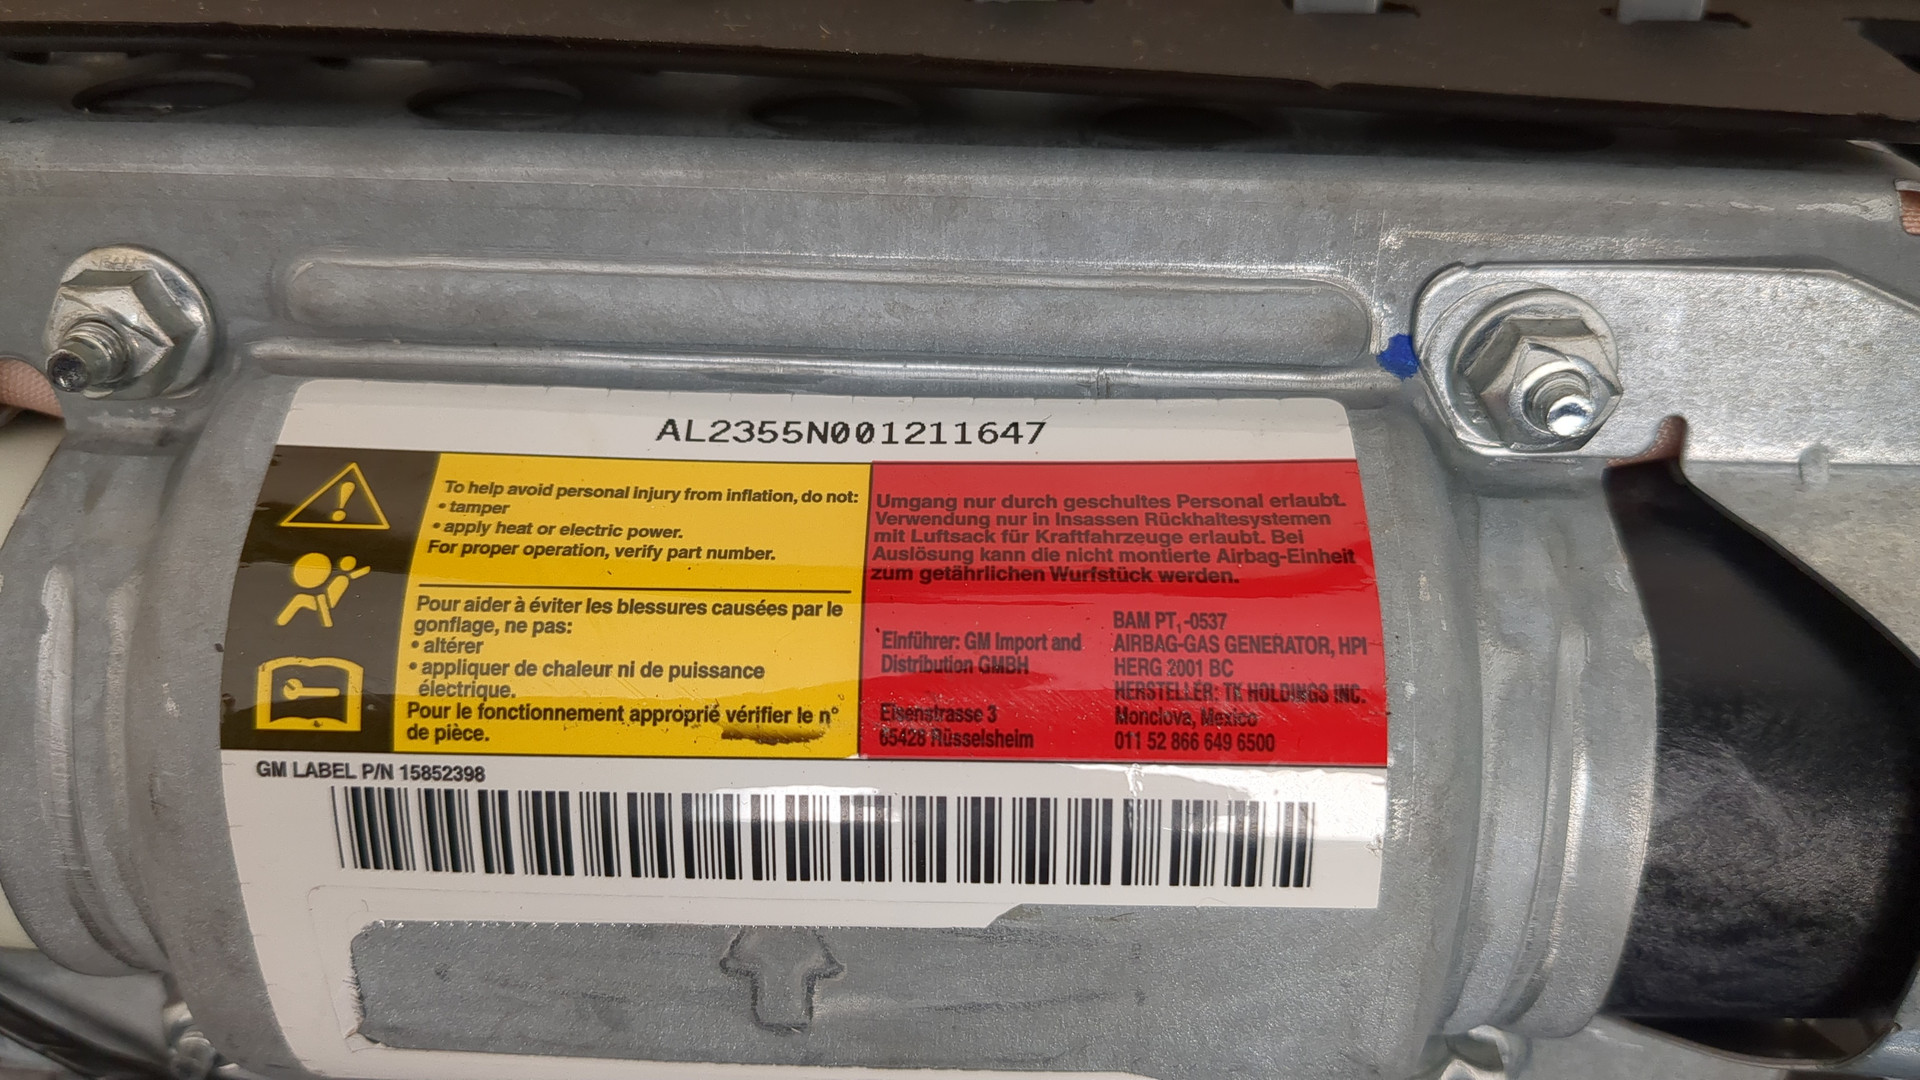 AL2355N001211647
To help avoid personal injury from inflation, do not:
• tamper
• apply heat or electric power.
For proper operation, verify part number.
Pour aider à éviter les blessures causées par le
gonflage, ne pas:
• altérer
• appliquer de chaleur ni de puissance
électrique.
Pour le fonctionnement approprié vérifier le n°
de pièce.
Umgang nur durch geschultes Personal erlaubt.
Verwendung nur in Insassen Rückhaltesystemen
mit Luftsack für Kraftfahrzeuge erlaubt. Bei
Auslösung kann die nicht montierte Airbag-Einheit
zum getährlichen Wurfstück werden.
Einführer: GM Import and
Distribution GMBH
Eisenstrasse 3
65428 Rüsselsheim
BAM PT₁-0537
AIRBAG-GAS GENERATOR, HPI
HERG 2001 BC
HERSTELLER: TK HOLDINGS INC.
Monclova, Mexico
011 52 866 649 6500
GM LABEL P/N 15852398